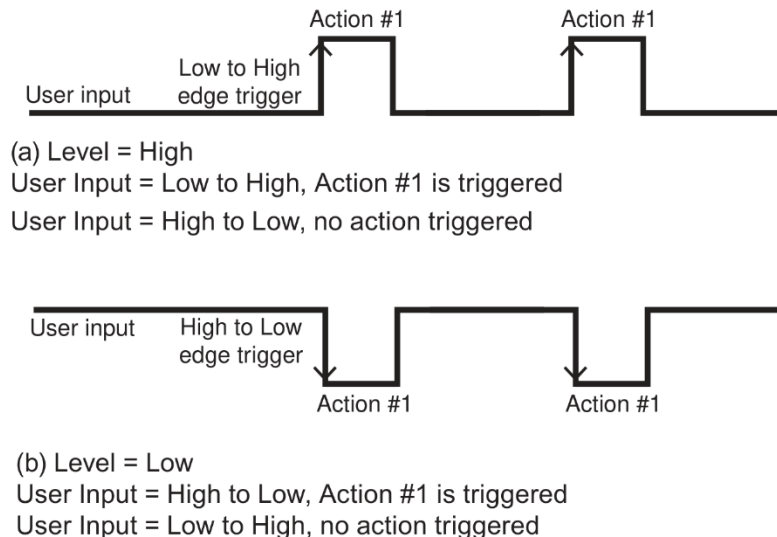 Action #1
Action #1
Low to High
User input
edge trigger
(a) Level = High
User Input = Low to High, Action #1 is triggered
User Input = High to Low, no action triggered
User input
High to Low
edge trigger
Action #1
Action #1
(b) Level = Low
User Input = High to Low, Action #1 is triggered
User Input = Low to High, no action triggered